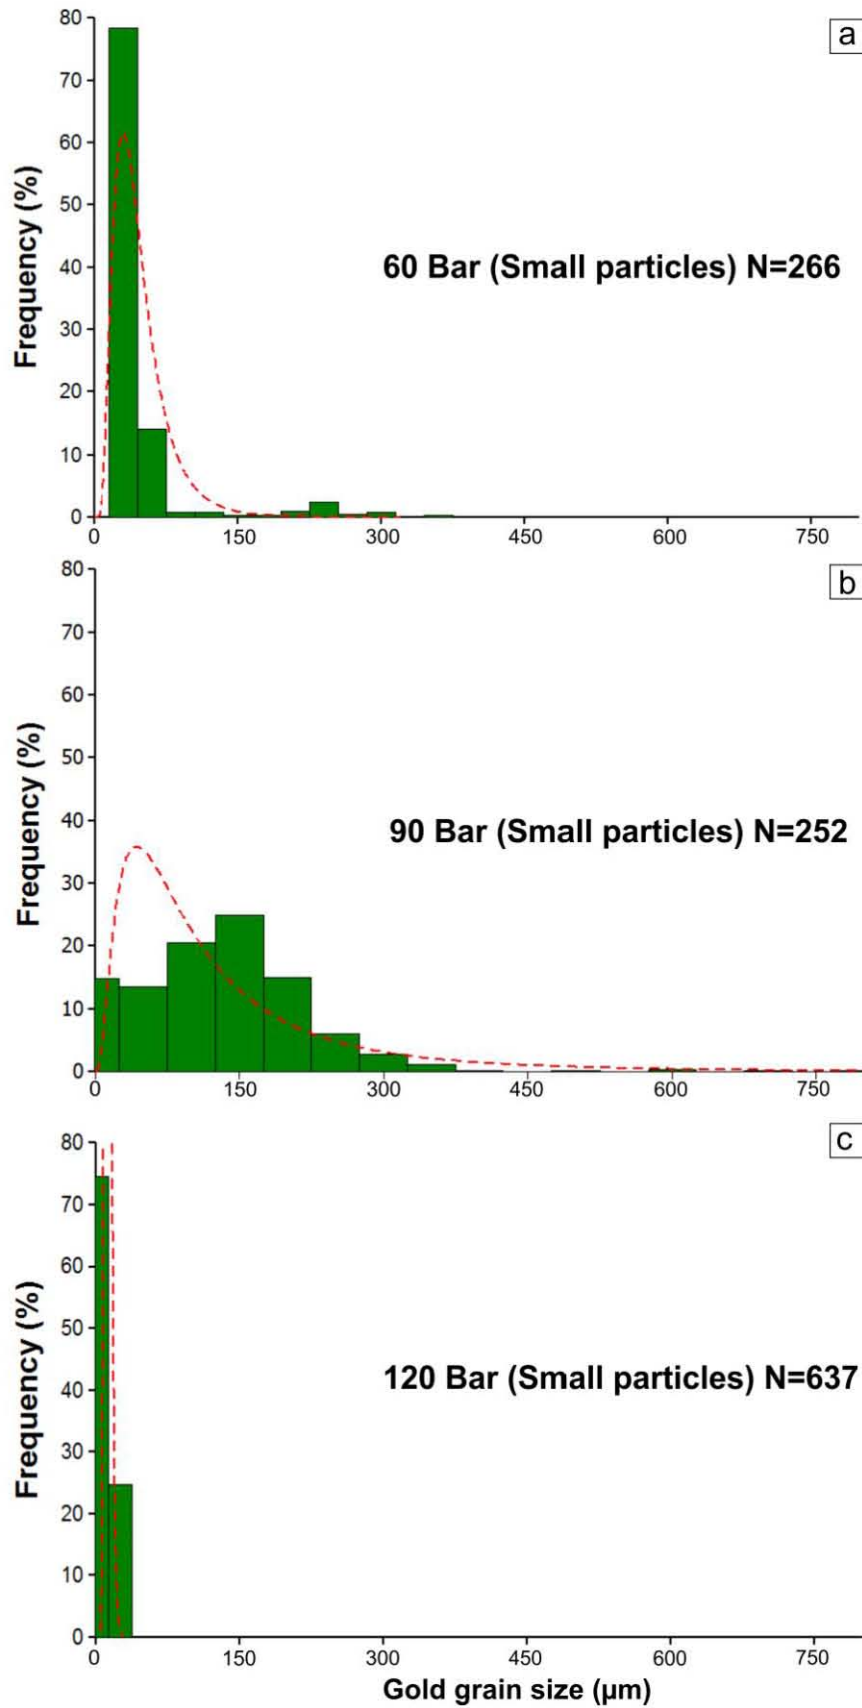 a
80
70
60
50
40
30
20
10
0
Frequency (%)
60 Bar (Small particles) N=266
0 150 300 450 600 750
b
80
70
60
50
40
30
20
10
0
Frequency (%)
90 Bar (Small particles) N=252
0 150 300 450 600 750
c
80
70
60
50
40
30
20
10
0
Frequency (%)
120 Bar (Small particles) N=637
0 150 300 450 600 750
Gold grain size (µm)